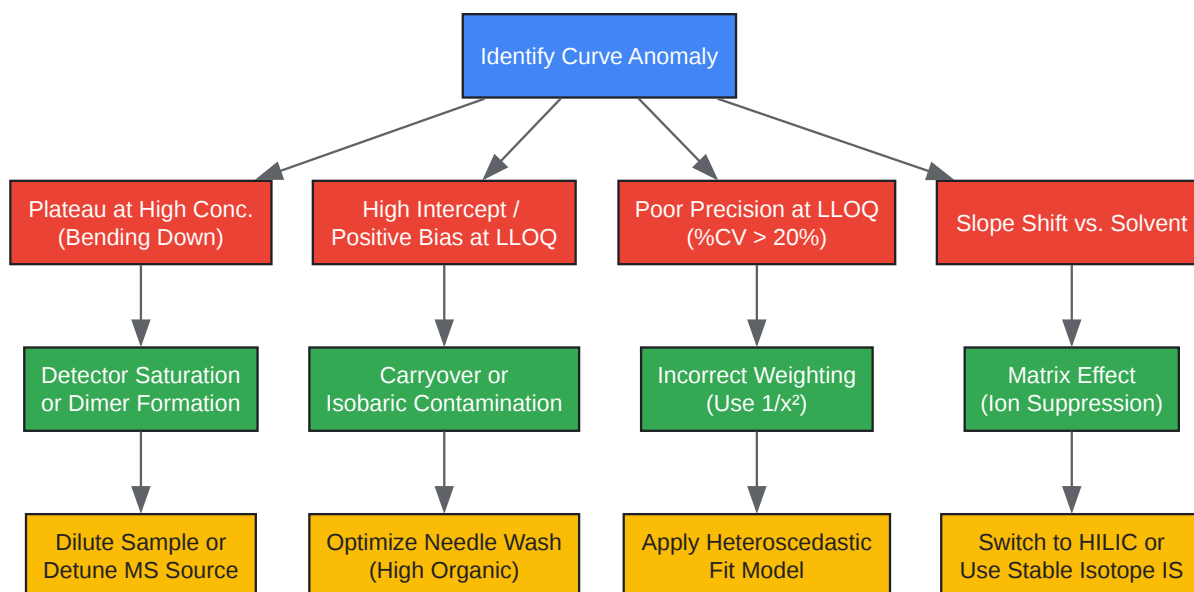 Identify Curve Anomaly
Plateau at High Conc.
(Bending Down)
High Intercept /
Positive Bias at LLOQ
Poor Precision at LLOQ
(%CV > 20%)
Slope Shift vs. Solvent
Detector Saturation
or Dimer Formation
Carryover or
Isobaric Contamination
Incorrect Weighting
(Use 1/x²)
Matrix Effect
(Ion Suppression)
Dilute Sample or
Detune MS Source
Optimize Needle Wash
(High Organic)
Apply Heteroscedastic
Fit Model
Switch to HILIC or
Use Stable Isotope IS